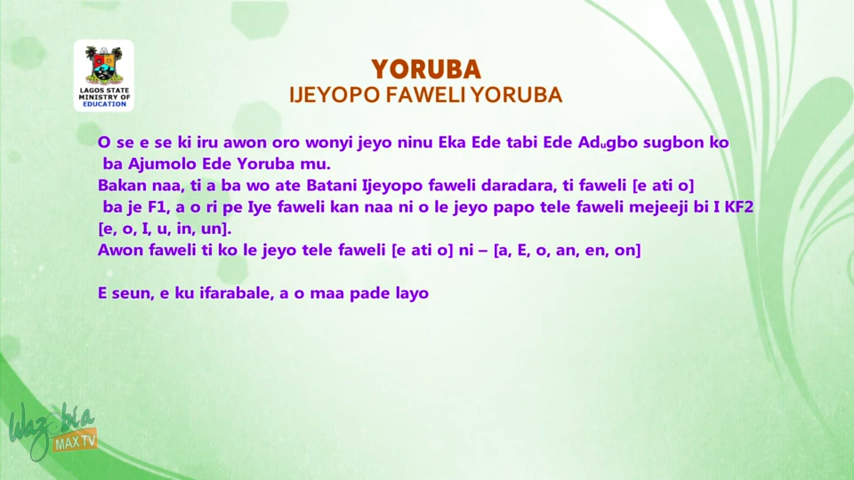 LAGOS STATE
MINISTRY OF
EDUCATION
YORUBA
IJEYOPO FAWELI YORUBA
O se e se ki iru awon oro wonyi jeyo ninu Eka Ede tabi Ede Adugbo sugbon ko
ba Ajumolo Ede Yoruba mu.
Bakan naa, ti a ba wo ate Batani Ijeyopo faweli daradara, ti faweli [e ati o]
ba je F1, a o ri pe Iye faweli kan naa ni o le jeyo papo tele faweli mejeeji bi I KF2
[e, o, I, u, in, un].
Awon faweli ti ko le jeyo tele faweli [e ati o] ni – [a, E, o, an, en, on]
E seun, e ku ifarabale, a o maa pade layo
Wazobia
MAX TV